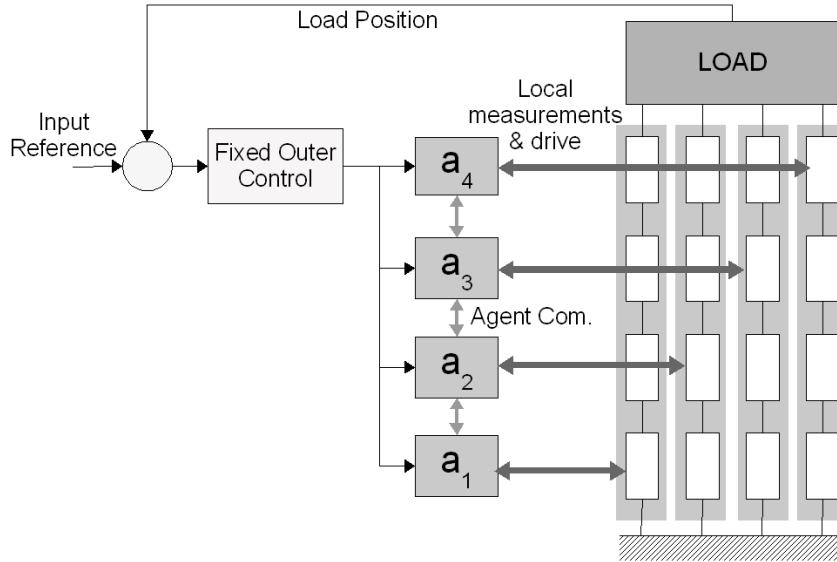 Load Position
LOAD
Local
measurements
& drive
Input
Reference
Fixed Outer
Control
a4
a3
Agent Com.
a2
a1